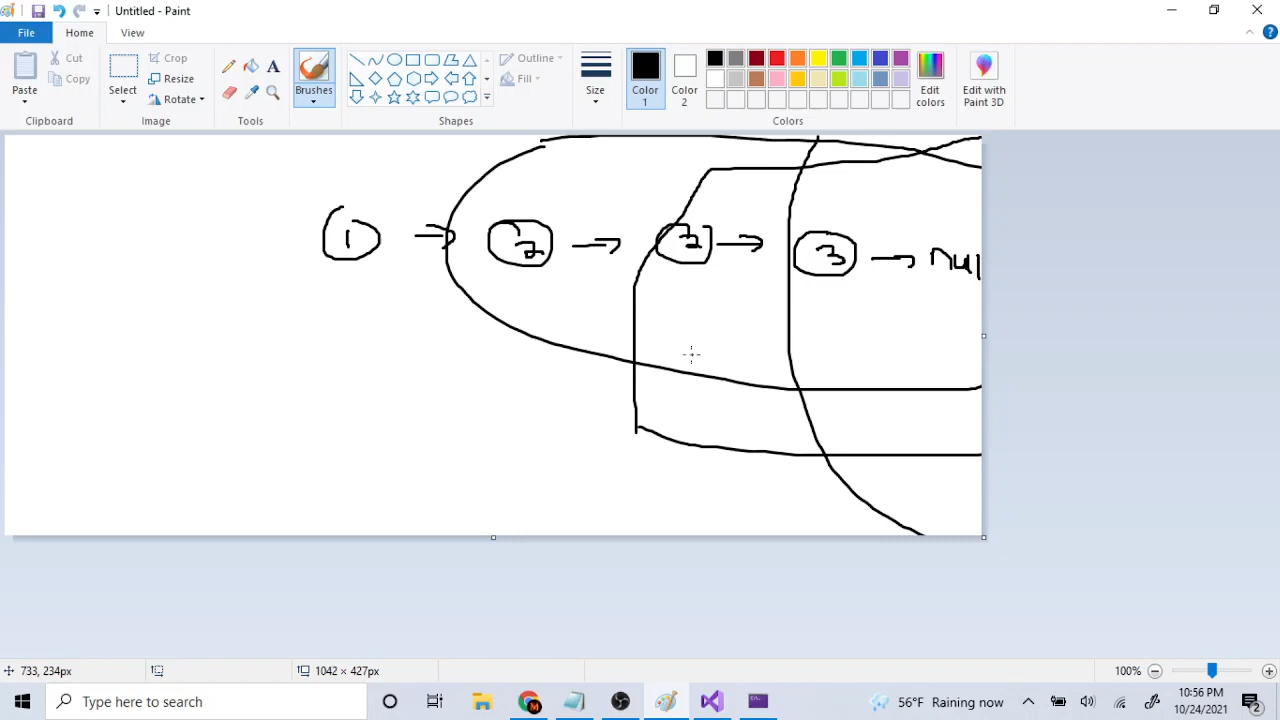 Untitled - Paint
File Home View
Paste Cut Copy Select Crop Resize Rotate Brushes Outline Fill Size Color 1 Color 2 Edit colors Edit with Paint 3D
Clipboard Image Tools Shapes Colors
1 → 2 → 2 → 3 → nul
733, 234px 1042 × 427px 100%
Type here to search 56°F Raining now 10:56 PM 10/24/2021 2